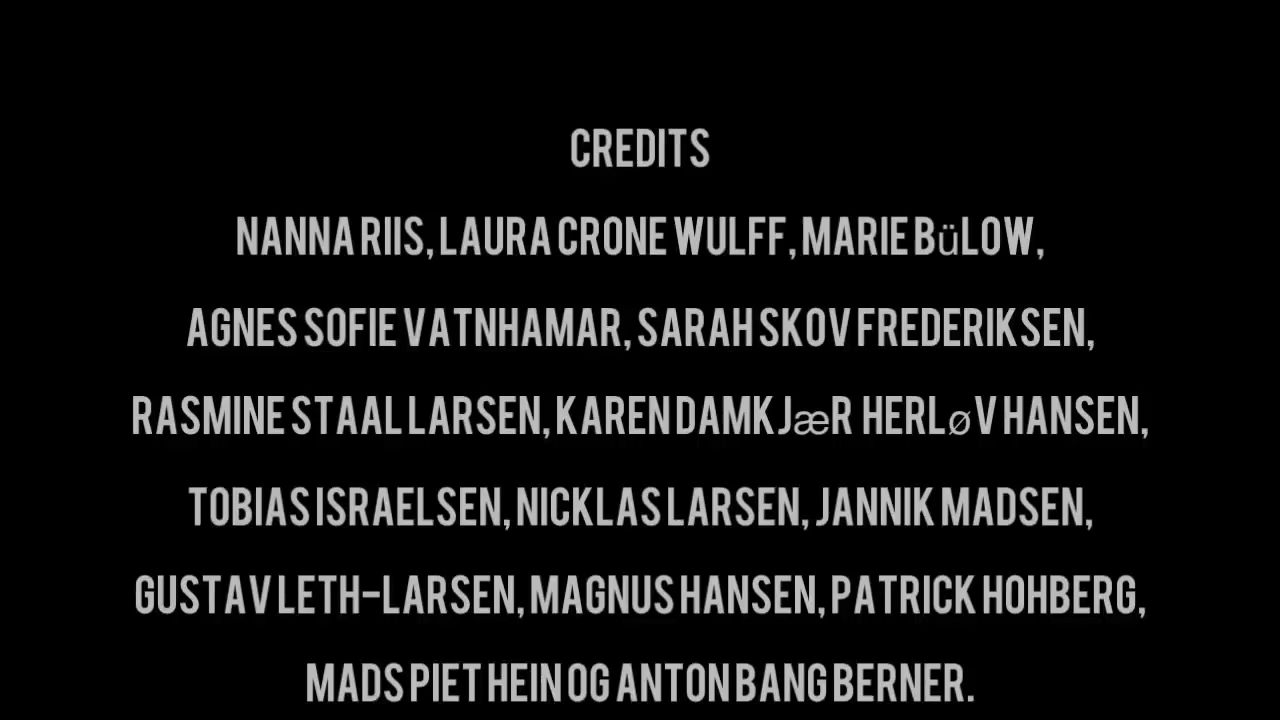 CREDITS
NANNA RIIS, LAURA CRONE WULFF, MARIE BüLOW,
AGNES SOFIE VATNHAMAR, SARAH SKOV FREDERIKSEN,
RASMINE STAAL LARSEN, KAREN DAMKJæR HERLøV HANSEN,
TOBIAS ISRAELSEN, NICKLAS LARSEN, JANNIK MADSEN,
GUSTAV LETH-LARSEN, MAGNUS HANSEN, PATRICK HOHBERG,
MADS PIET HEIN OG ANTON BANG BERNER.